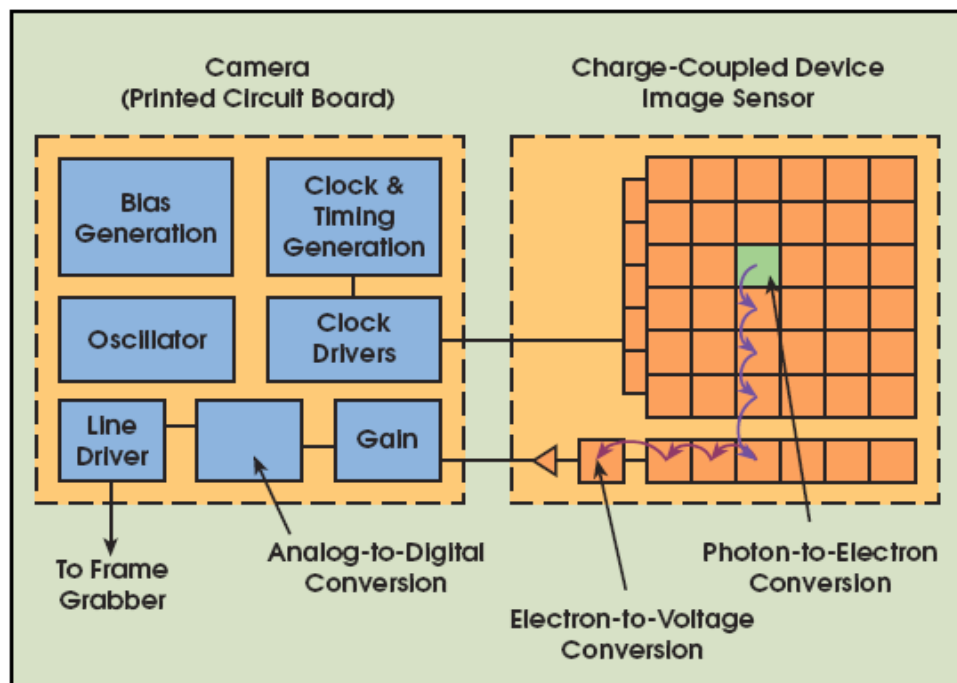 Camera
(Printed Circuit Board)
Charge-Coupled Device
Image Sensor
Bias
Generation
Clock &
Timing
Generation
Oscillator
Clock
Drivers
Line
Driver
Gain
To Frame
Grabber
Analog-to-Digital
Conversion
Electron-to-Voltage
Conversion
Photon-to-Electron
Conversion